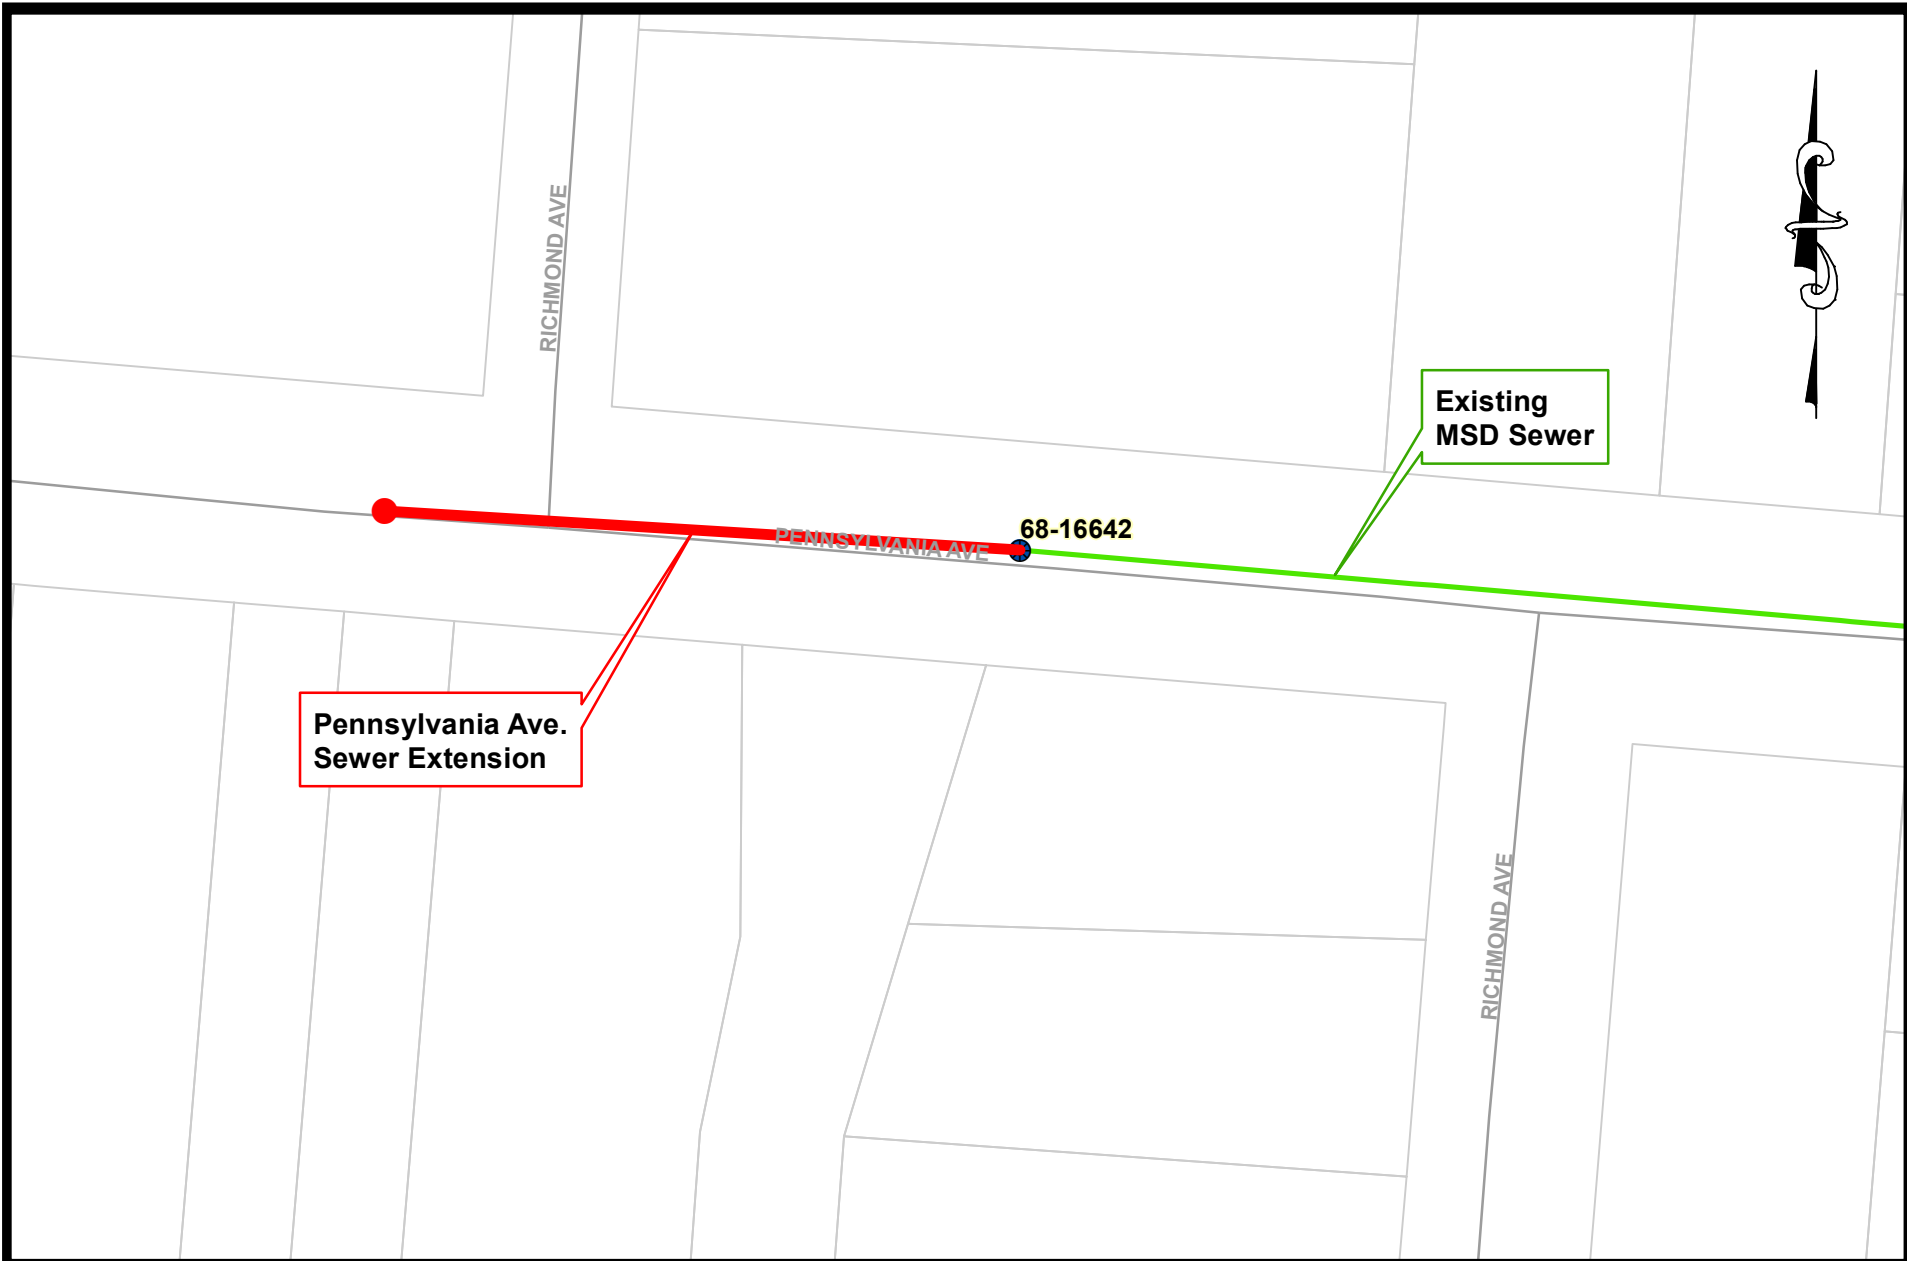 RICHMOND AVE
Existing
MSD Sewer
68-16642
PENNSYLVANIA AVE
Pennsylvania Ave.
Sewer Extension
RICHMOND AVE